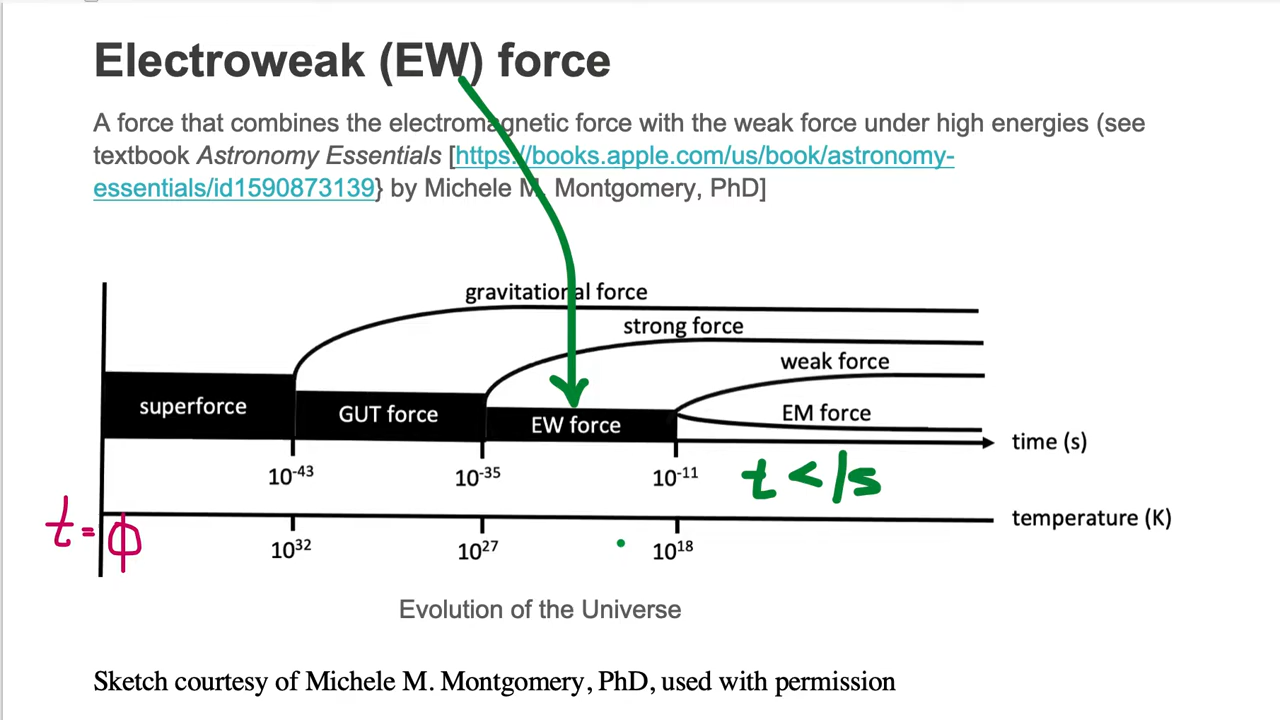 Electroweak (EW) force
A force that combines the electromagnetic force with the weak force under high energies (see
textbook Astronomy Essentials [https://books.apple.com/us/book/astronomy-
essentials/id1590873139} by Michele M. Montgomery, PhD]
gravitational force
strong force
weak force
superforce
GUT force
EW force
EM force
time (s)
10⁻⁴³
10⁻³⁵
10⁻¹¹
t < 1s
t = ϕ
temperature (K)
10³²
10²⁷
10¹⁸
Evolution of the Universe
Sketch courtesy of Michele M. Montgomery, PhD, used with permission